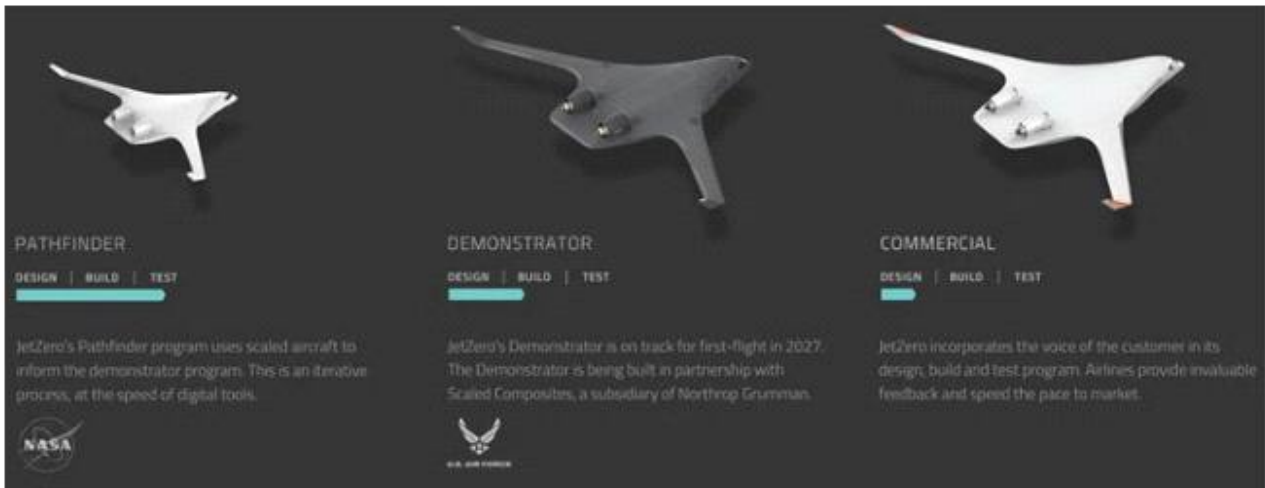 PATHFINDER
DESIGN | BUILD | TEST
JetZero's Pathfinder program uses scaled aircraft to
inform the demonstrator program. This is an iterative
process, at the speed of digital tools.
NASA
DEMONSTRATOR
DESIGN | BUILD | TEST
JetZero's Demonstrator is on track for first-flight in 2027.
The Demonstrator is being built in partnership with
Scaled Composites, a subsidiary of Northrop Grumman.
U.S. AIR FORCE
COMMERCIAL
DESIGN | BUILD | TEST
JetZero incorporates the voice of the customer in its
design, build and test program. Airlines provide invaluable
feedback and speed the pace to market.